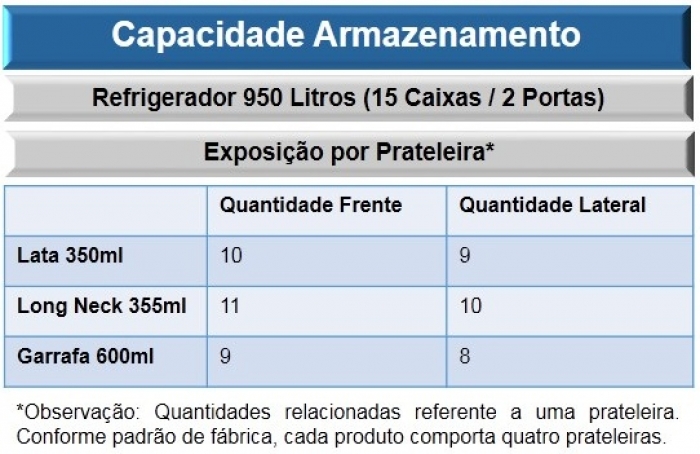 Capacidade Armazenamento
Refrigerador 950 Litros (15 Caixas / 2 Portas)
Exposição por Prateleira*
Quantidade Frente Quantidade Lateral
Lata 350ml 10 9
Long Neck 355ml 11 10
Garrafa 600ml 9 8
*Observação: Quantidades relacionadas referente a uma prateleira.
Conforme padrão de fábrica, cada produto comporta quatro prateleiras.